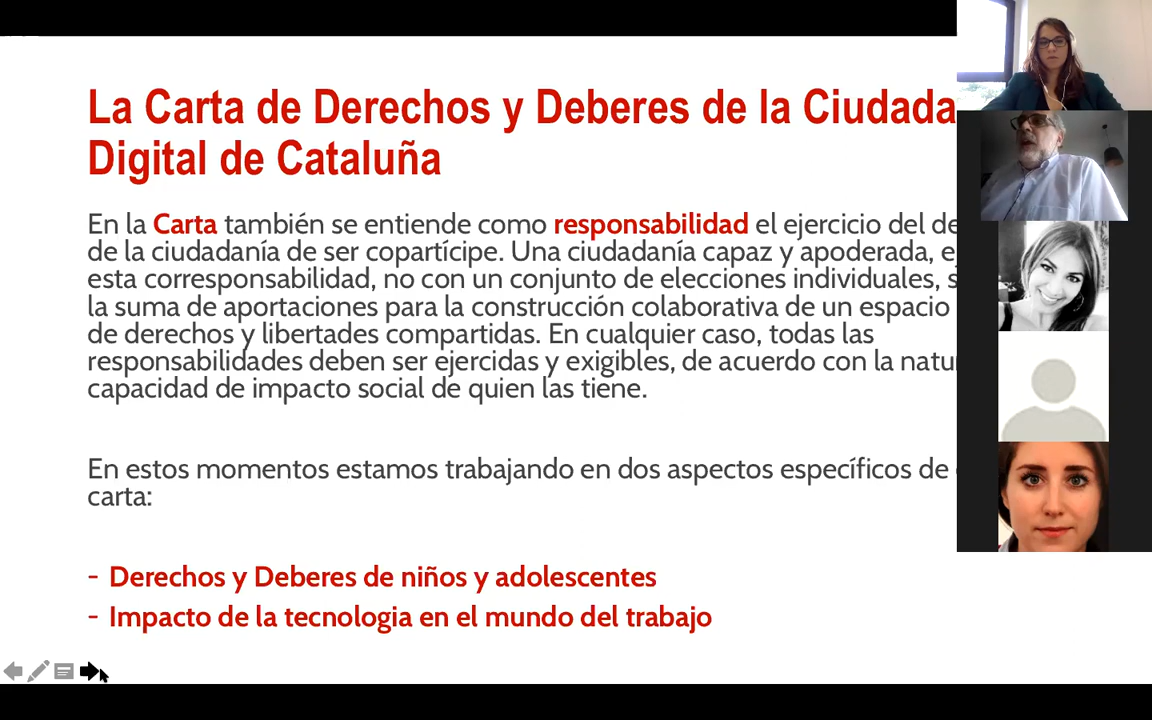 La Carta de Derechos y Deberes de la Ciudada
Digital de Cataluña
En la Carta también se entiende como responsabilidad el ejercicio del de
de la ciudadanía de ser copartícipe. Una ciudadanía capaz y apoderada, e
esta corresponsabilidad, no con un conjunto de elecciones individuales, s
la suma de aportaciones para la construcción colaborativa de un espacio
de derechos y libertades compartidas. En cualquier caso, todas las
responsabilidades deben ser ejercidas y exigibles, de acuerdo con la natu
capacidad de impacto social de quien las tiene.
En estos momentos estamos trabajando en dos aspectos específicos de
carta:
- Derechos y Deberes de niños y adolescentes
- Impacto de la tecnologia en el mundo del trabajo